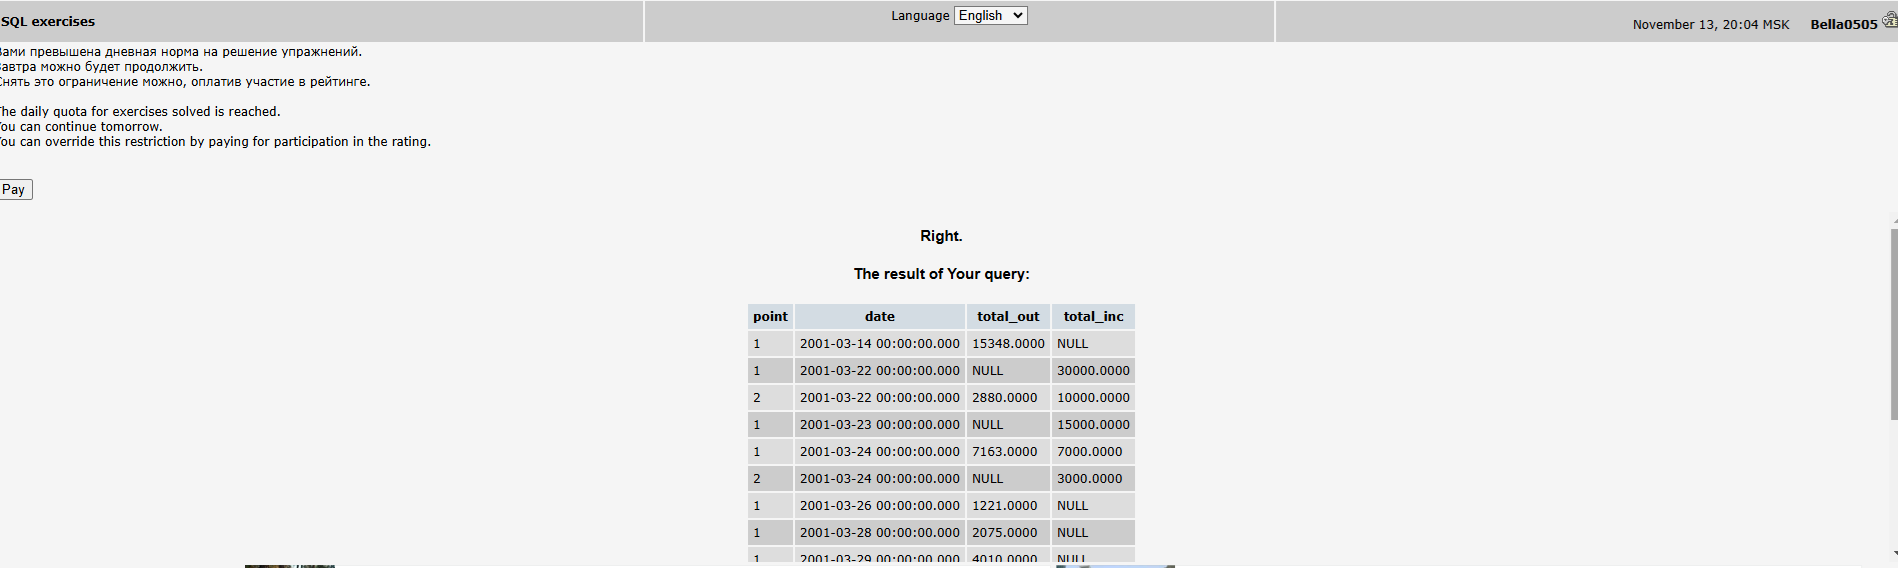 SQL exercises
Language English
November 13, 20:04 MSK Bella0505
Вами превышена дневная норма на решение упражнений.
Завтра можно будет продолжить.
Снять это ограничение можно, оплатив участие в рейтинге.
The daily quota for exercises solved is reached.
You can continue tomorrow.
You can override this restriction by paying for participation in the rating.
Pay
Right.
The result of Your query:
point date total_out total_inc
1 2001-03-14 00:00:00.000 15348.0000 NULL
1 2001-03-22 00:00:00.000 NULL 30000.0000
2 2001-03-22 00:00:00.000 2880.0000 10000.0000
1 2001-03-23 00:00:00.000 NULL 15000.0000
1 2001-03-24 00:00:00.000 7163.0000 7000.0000
2 2001-03-24 00:00:00.000 NULL 3000.0000
1 2001-03-26 00:00:00.000 1221.0000 NULL
1 2001-03-28 00:00:00.000 2075.0000 NULL
1 2001-03-29 00:00:00.000 4010.0000 NULL